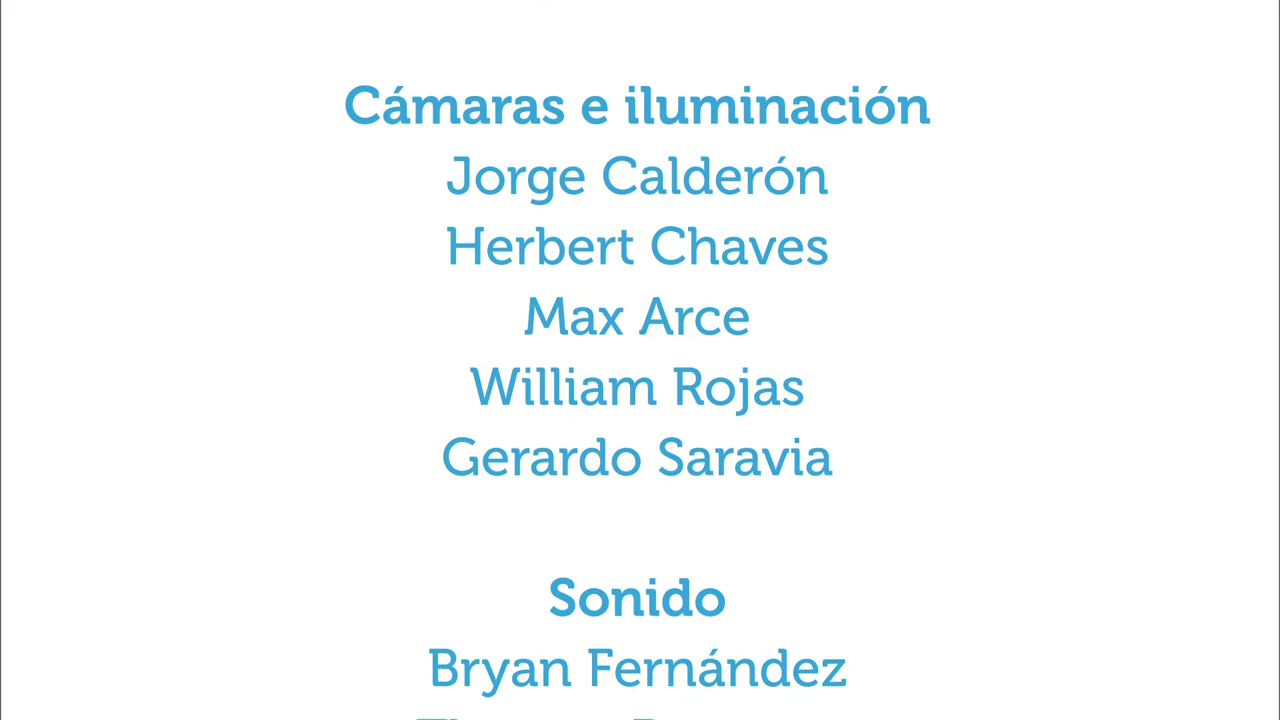 Cámaras e iluminación
Jorge Calderón
Herbert Chaves
Max Arce
William Rojas
Gerardo Saravia
Sonido
Bryan Fernández